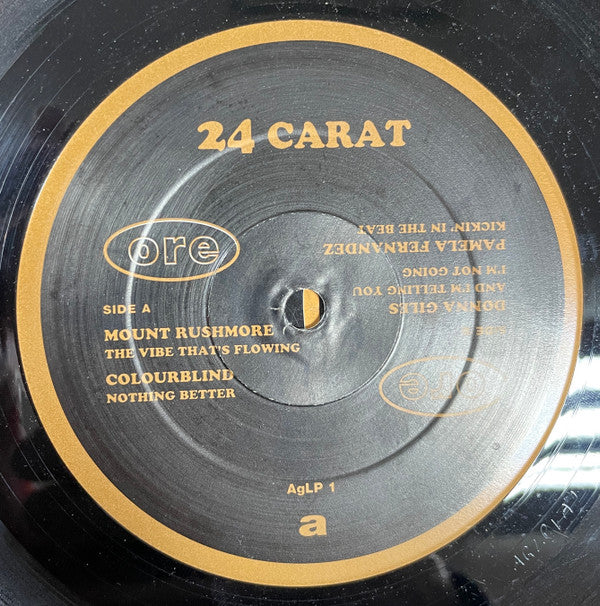 24 CARAT
ore
SIDE A
MOUNT RUSHMORE
THE VIBE THAT'S FLOWING
COLOURBLIND
NOTHING BETTER
AgLP 1
a
ore
SIDE
DONNA GILES
AND I'M TELLING YOU
I'M NOT GOING
PAMELA FERNANDEZ
KICKIN' IN THE BEAT